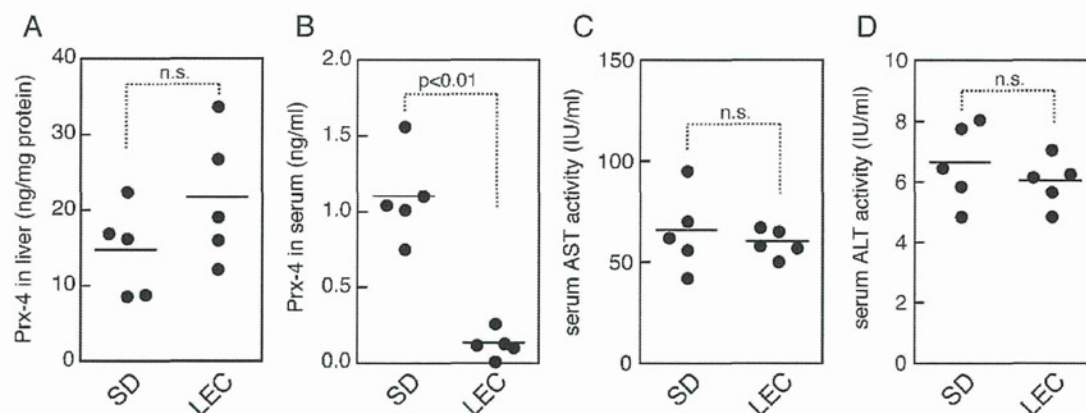 A
Prx-4 in liver (ng/mg protein)
40
30
20
10
0
n.s.
SD
LEC
B
Prx-4 in serum (ng/ml)
2.0
1.5
1.0
0.5
0.0
p<0.01
SD
LEC
C
serum AST activity (IU/ml)
150
100
50
0
n.s.
SD
LEC
D
serum ALT activity (IU/ml)
10
8
6
4
2
0
n.s.
SD
LEC